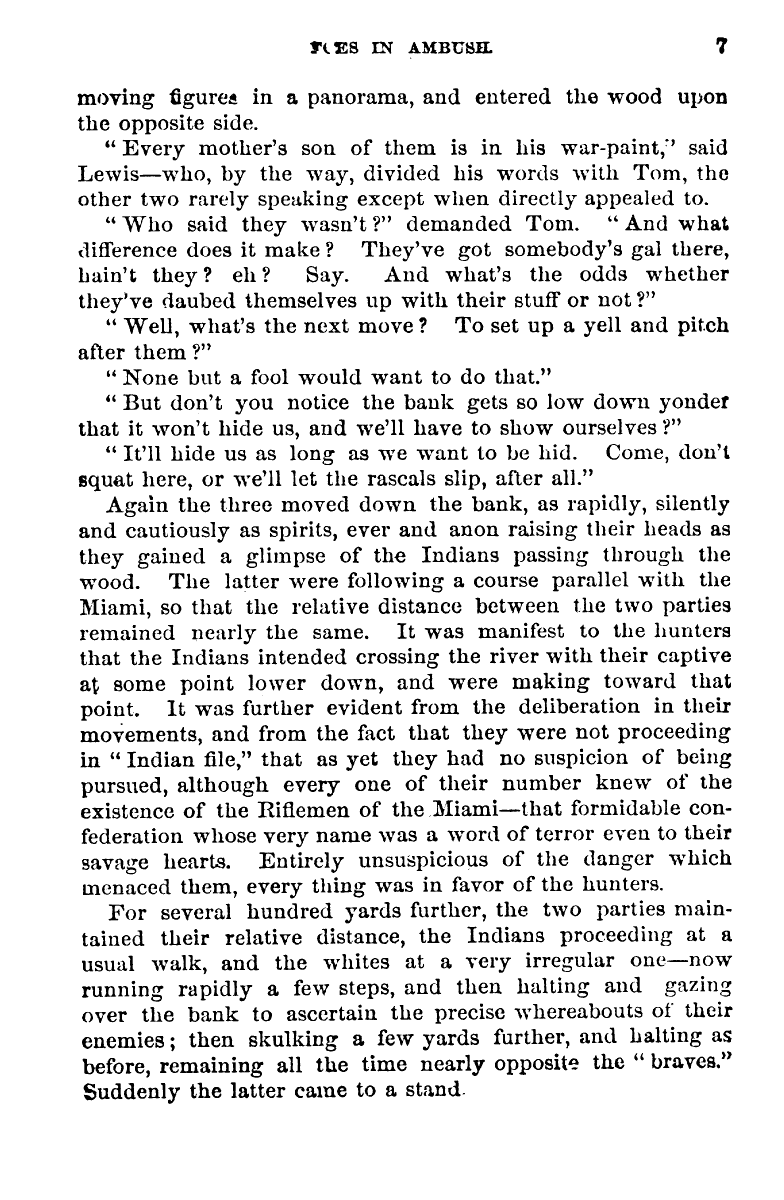 FOES IN AMBUSH. 7
moving figures in a panorama, and entered the wood upon
the opposite side.
“Every mother's son of them is in his war-paint,” said
Lewis—who, by the way, divided his words with Tom, the
other two rarely speaking except when directly appealed to.
“Who said they wasn't?” demanded Tom. “And what
difference does it make? They've got somebody's gal there,
hain't they? eh? Say. And what's the odds whether
they've daubed themselves up with their stuff or not?”
“Well, what's the next move? To set up a yell and pitch
after them?”
“None but a fool would want to do that.”
“But don't you notice the bank gets so low down yonder
that it won't hide us, and we'll have to show ourselves?”
“It'll hide us as long as we want to be hid. Come, don't
squat here, or we'll let the rascals slip, after all.”
Again the three moved down the bank, as rapidly, silently
and cautiously as spirits, ever and anon raising their heads as
they gained a glimpse of the Indians passing through the
wood. The latter were following a course parallel with the
Miami, so that the relative distance between the two parties
remained nearly the same. It was manifest to the hunters
that the Indians intended crossing the river with their captive
at some point lower down, and were making toward that
point. It was further evident from the deliberation in their
movements, and from the fact that they were not proceeding
in “Indian file,” that as yet they had no suspicion of being
pursued, although every one of their number knew of the
existence of the Riflemen of the Miami—that formidable con-
federation whose very name was a word of terror even to their
savage hearts. Entirely unsuspicious of the danger which
menaced them, every thing was in favor of the hunters.
For several hundred yards further, the two parties main-
tained their relative distance, the Indians proceeding at a
usual walk, and the whites at a very irregular one—now
running rapidly a few steps, and then halting and gazing
over the bank to ascertain the precise whereabouts of their
enemies; then skulking a few yards further, and halting as
before, remaining all the time nearly opposite the “braves.”
Suddenly the latter came to a stand.